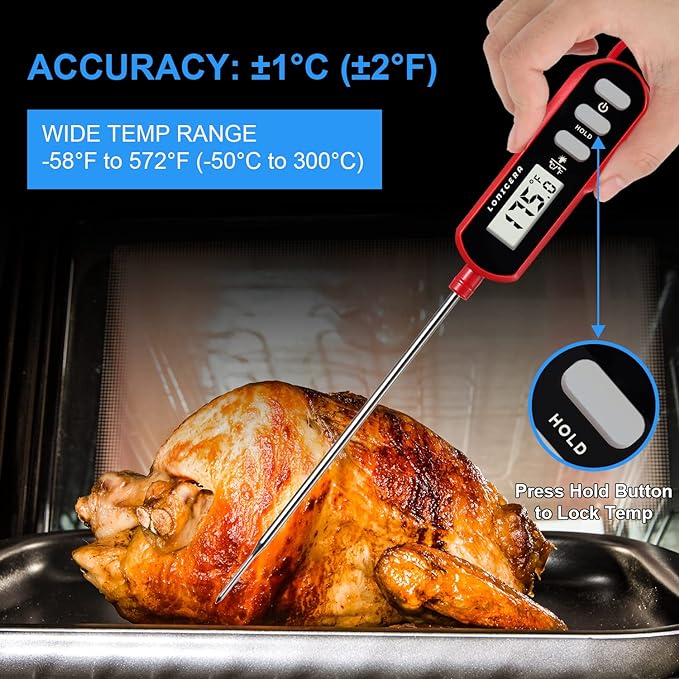 ACCURACY: ±1°C (±2°F)
WIDE TEMP RANGE
-58°F to 572°F (-50°C to 300°C)
HOLD
°C/°F
175.0 °F
LONICERA
HOLD
Press Hold Button
to Lock Temp